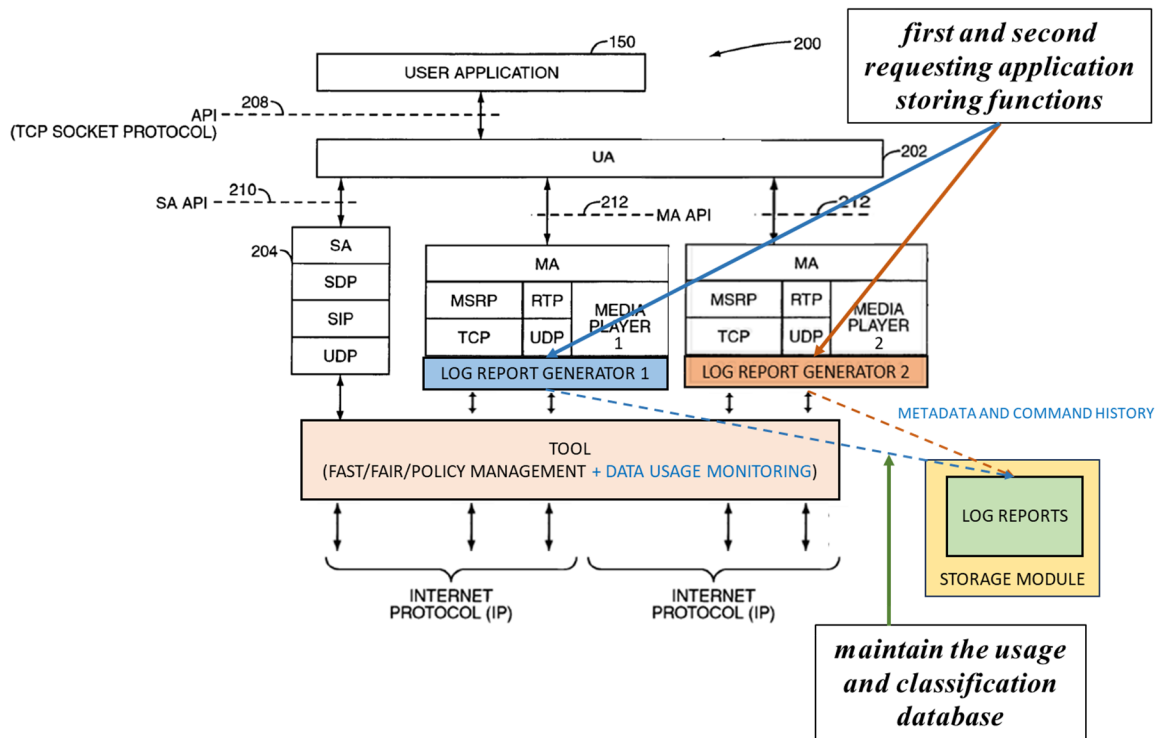 150
200
USER APPLICATION
first and second
requesting application
storing functions
API
208
(TCP SOCKET PROTOCOL)
UA
202
SA API
210
212
MA API
212
204
SA
SDP
SIP
UDP
MA
MSRP
RTP
TCP
UDP
MEDIA
PLAYER
1
MA
MSRP
RTP
TCP
UDP
MEDIA
PLAYER
2
LOG REPORT GENERATOR 1
LOG REPORT GENERATOR 2
METADATA AND COMMAND HISTORY
TOOL
(FAST/FAIR/POLICY MANAGEMENT + DATA USAGE MONITORING)
LOG REPORTS
STORAGE MODULE
INTERNET
PROTOCOL (IP)
INTERNET
PROTOCOL (IP)
maintain the usage
and classification
database